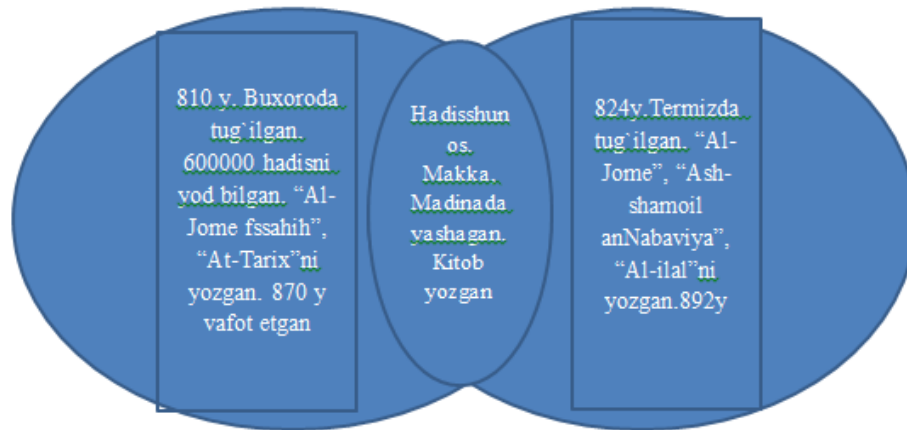 810 y. Buxoroda
tug`ilgan.
600000 hadisni
yod bilgan. “Al-
Jome fssahih”,
“At-Tarix”ni
yozgan. 870 y
vafot etgan
Hadisshun
os.
Makka,
Madinada
yashagan.
Kitob
yozgan
824y.Termizda
tug`ilgan. “Al-
Jome”, “Ash-
shamoil
anNabaviya”,
“Al-ilal”ni
yozgan.892y